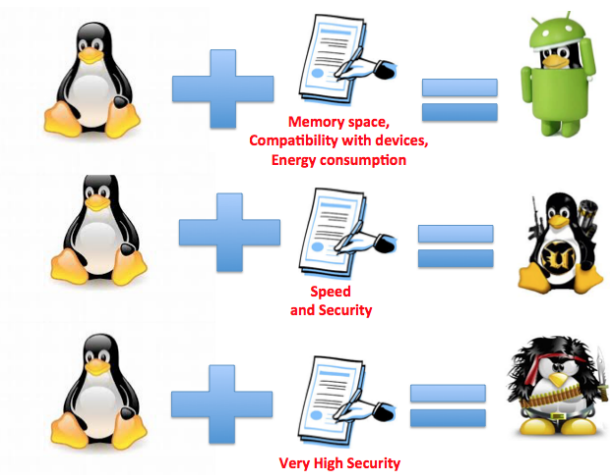 Memory space,
Compatibility with devices,
Energy consumption
Speed
and Security
Very High Security